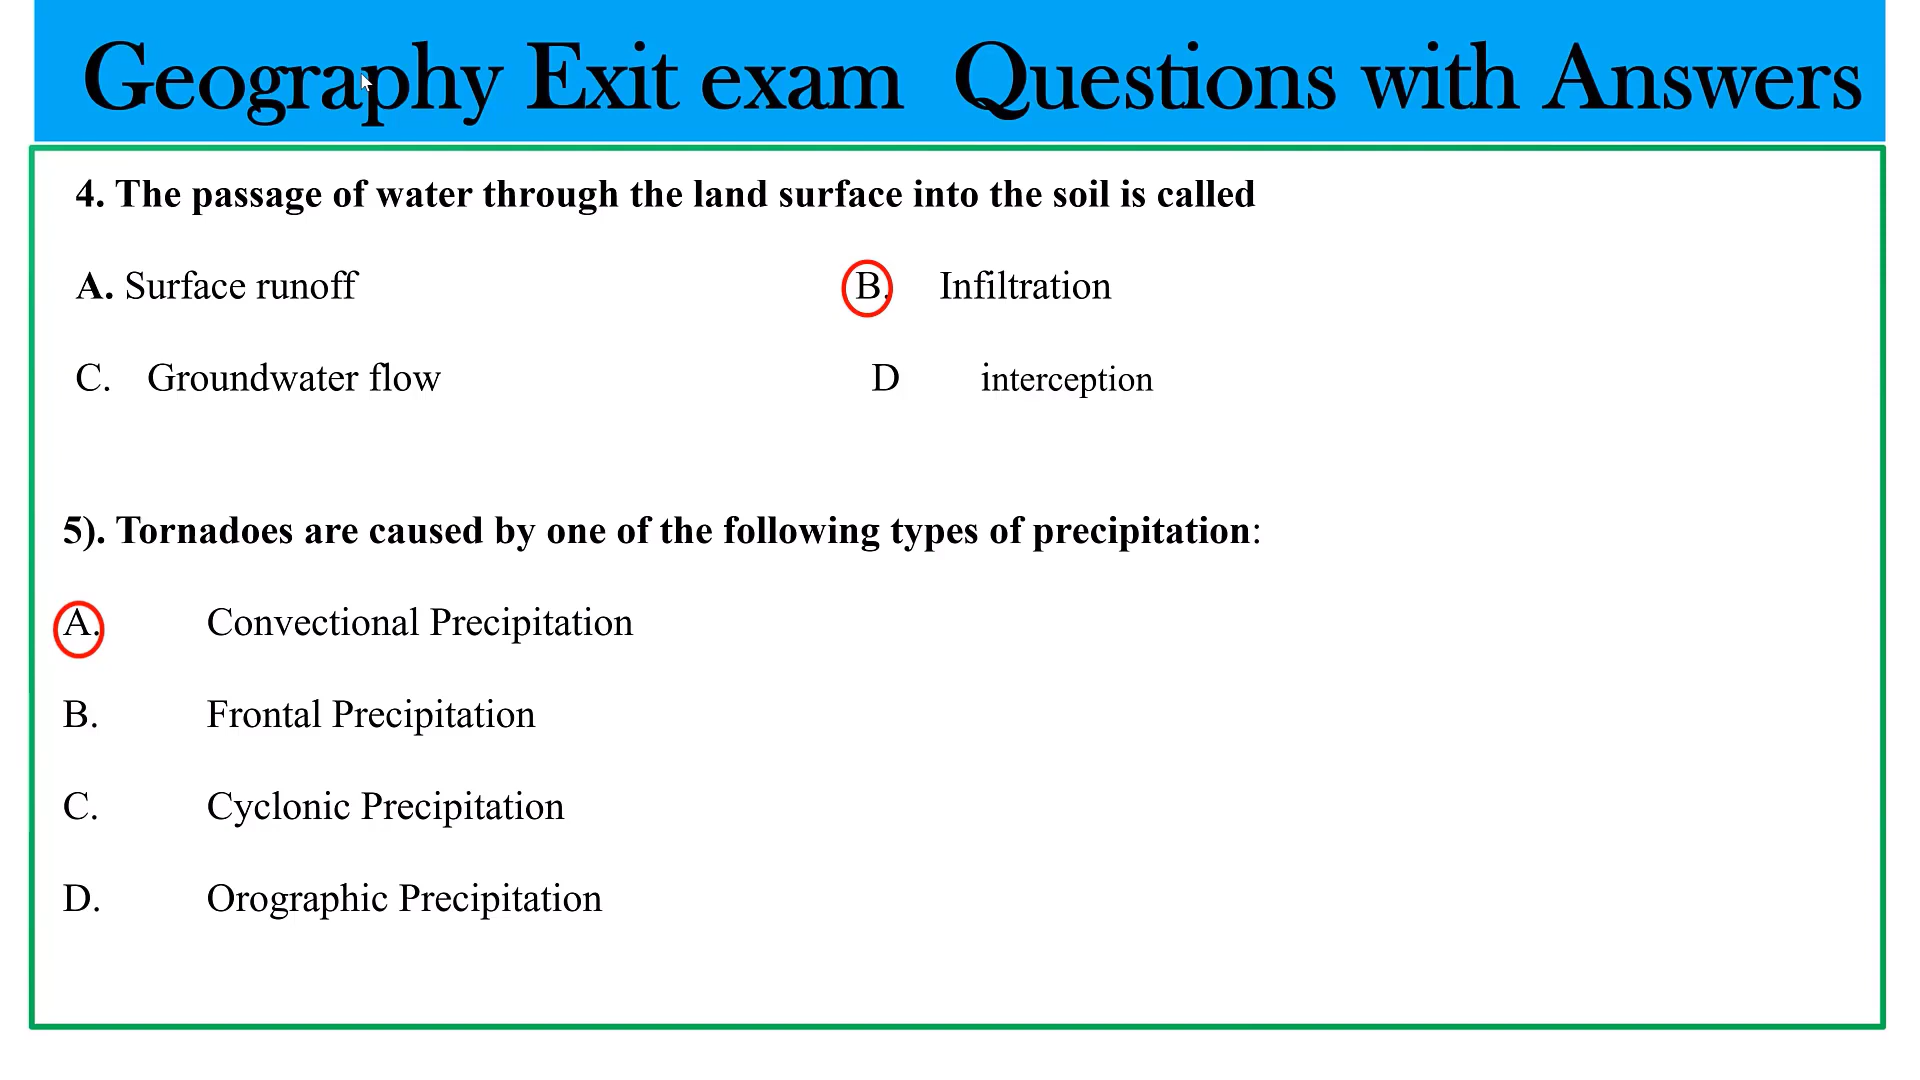 Geography Exit exam Questions with Answers
4. The passage of water through the land surface into the soil is called
A. Surface runoff B. Infiltration
C. Groundwater flow D interception
5). Tornadoes are caused by one of the following types of precipitation:
A. Convectional Precipitation
B. Frontal Precipitation
C. Cyclonic Precipitation
D. Orographic Precipitation